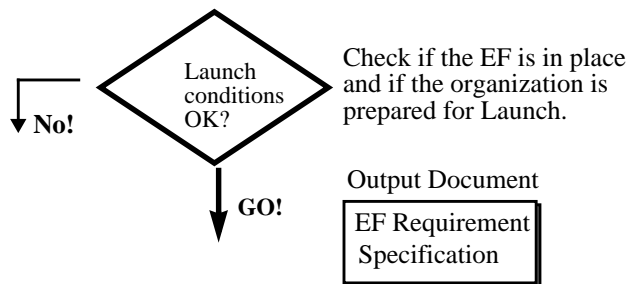 Launch
conditions
OK?
No!
GO!
Check if the EF is in place
and if the organization is
prepared for Launch.
Output Document
EF Requirement
Specification